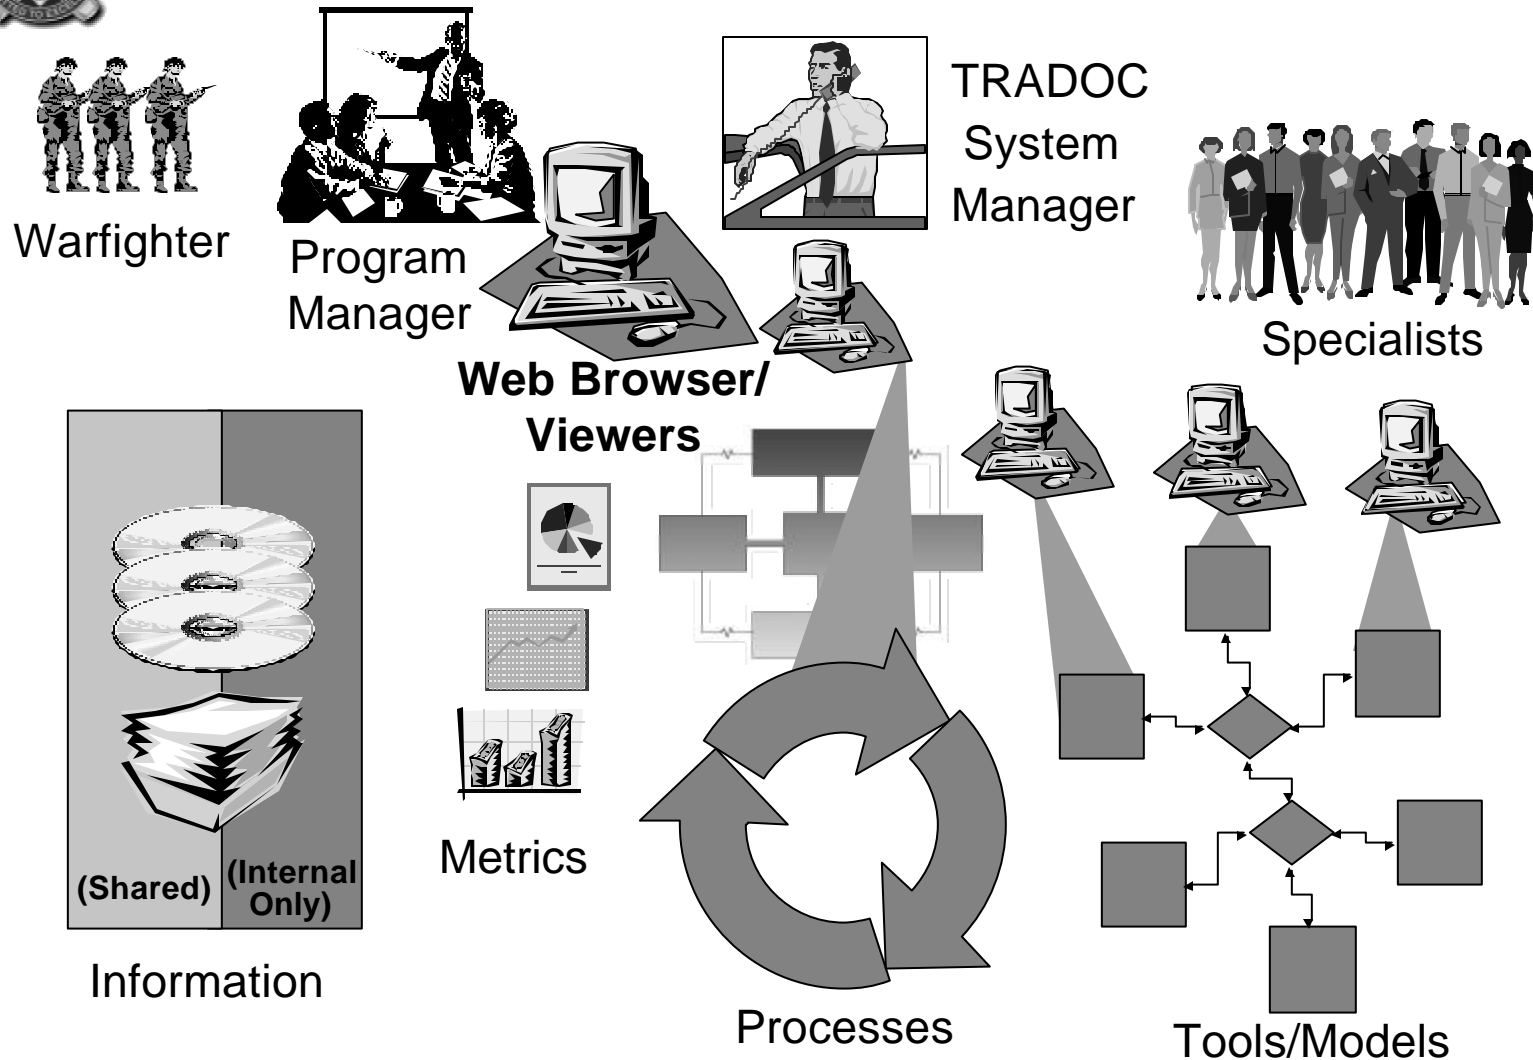 Warfighter
Program
Manager
TRADOC
System
Manager
Specialists
Web Browser/
Viewers
(Shared)
(Internal
Only)
Information
Metrics
Processes
Tools/Models